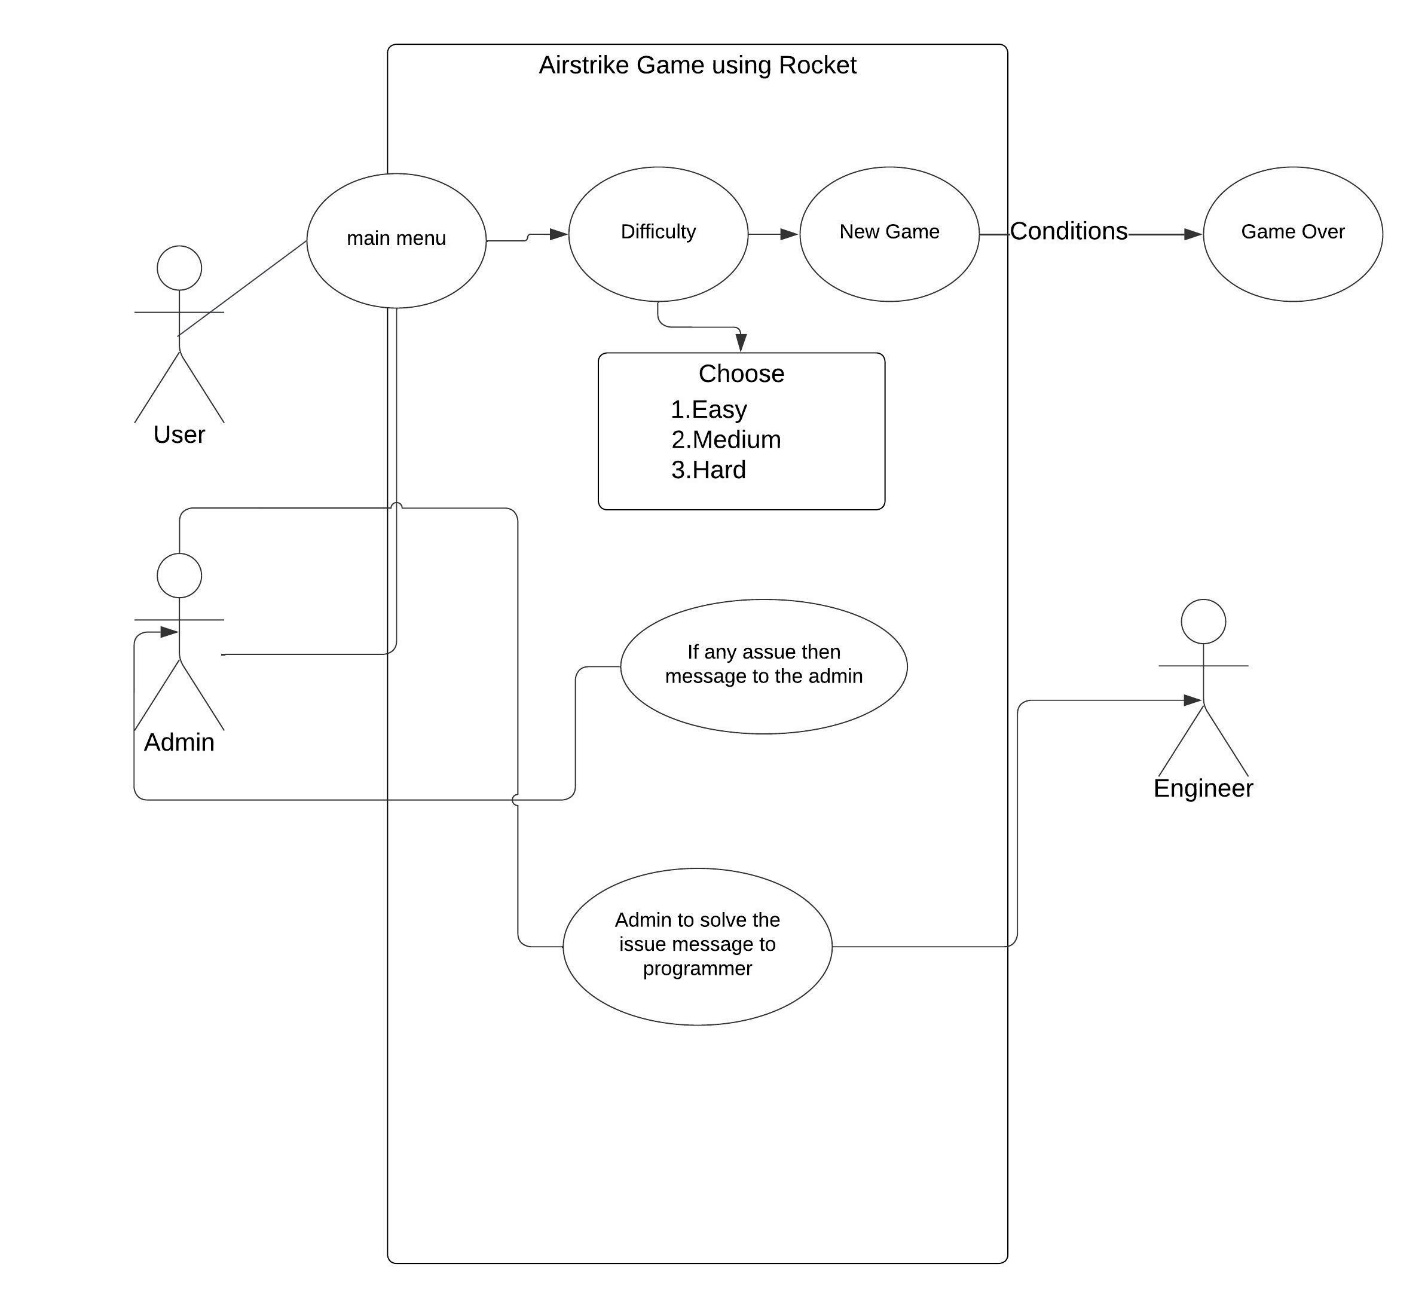 Airstrike Game using Rocket
main menu
Difficulty
New Game
Conditions
Game Over
User
Choose
1.Easy
2.Medium
3.Hard
If any assue then
message to the admin
Admin
Engineer
Admin to solve the
issue message to
programmer